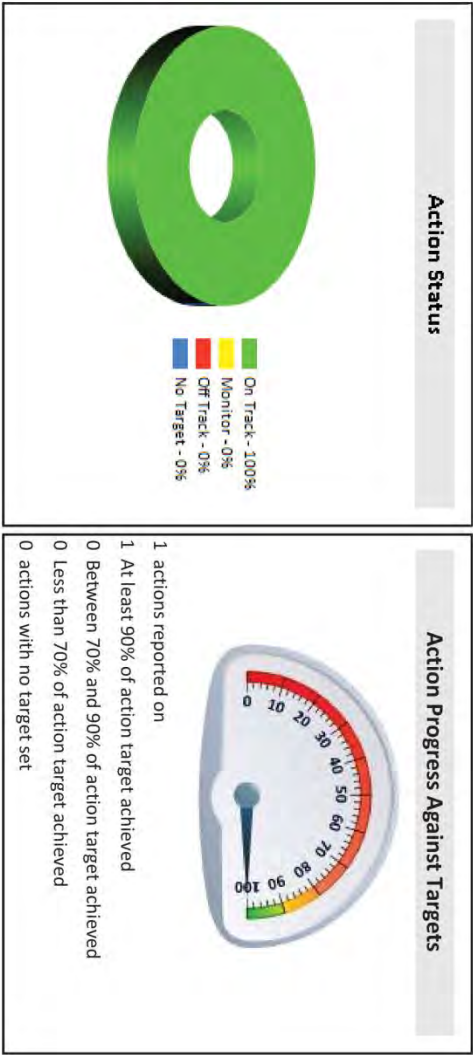 Action Status
On Track - 100%
Monitor - 0%
Off Track - 0%
No Target - 0%
Action Progress Against Targets
0 10 20 30 40 50 60 70 80 90 100
1 actions reported on
1 At least 90% of action target achieved
0 Between 70% and 90% of action target achieved
0 Less than 70% of action target achieved
0 actions with no target set